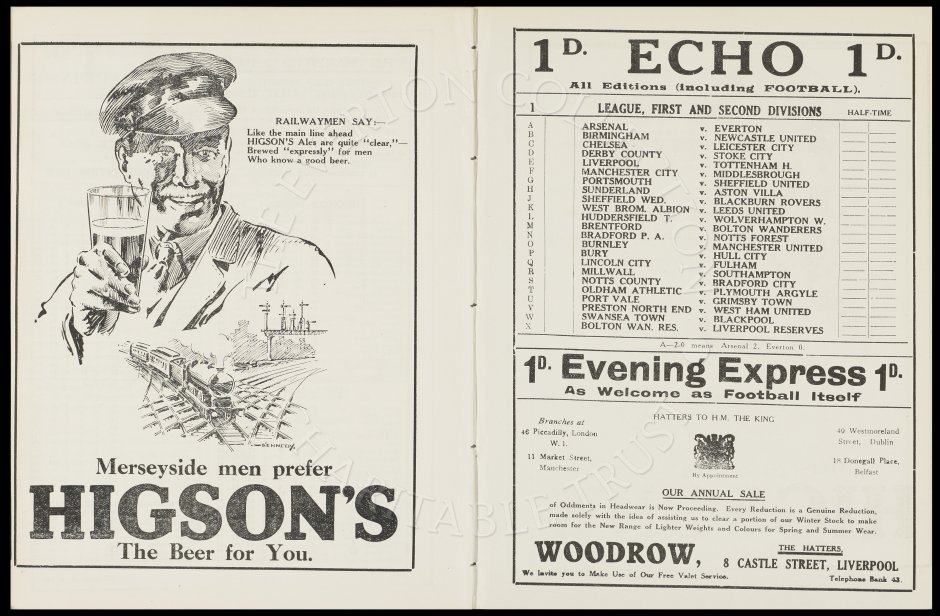 RAILWAYMEN SAY:—
Like the main line ahead
HIGSON'S Ales are quite "clear,"—
Brewed "expressly" for men
Who know a good beer.
Merseyside men prefer
HIGSON'S
The Beer for You.
1D. ECHO 1D.
All Editions (including FOOTBALL).
1 LEAGUE, FIRST AND SECOND DIVISIONS HALF-TIME
A ARSENAL v. EVERTON
B BIRMINGHAM v. NEWCASTLE UNITED
C CHELSEA v. LEICESTER CITY
D DERBY COUNTY v. STOKE CITY
E LIVERPOOL v. TOTTENHAM H.
F MANCHESTER CITY v. MIDDLESBROUGH
G PORTSMOUTH v. SHEFFIELD UNITED
H SUNDERLAND v. ASTON VILLA
J SHEFFIELD WED. v. BLACKBURN ROVERS
K WEST BROM. ALBION v. LEEDS UNITED
L HUDDERSFIELD T. v. WOLVERHAMPTON W.
M BRENTFORD v. BOLTON WANDERERS
N BRADFORD P. A. v. NOTTS FOREST
O BURNLEY v. MANCHESTER UNITED
P BURY v. HULL CITY
Q LINCOLN CITY v. FULHAM
R MILLWALL v. SOUTHAMPTON
S NOTTS COUNTY v. BRADFORD CITY
T OLDHAM ATHLETIC v. PLYMOUTH ARGYLE
U PORT VALE v. GRIMSBY TOWN
V PRESTON NORTH END v. WEST HAM UNITED
W SWANSEA TOWN v. BLACKPOOL
X BOLTON WAN. RES. v. LIVERPOOL RESERVES
A—2.0 means Arsenal 2, Everton 0.
1D. Evening Express 1D.
As Welcome as Football Itself
HATTERS TO H.M. THE KING
Branches at
46 Piccadilly, London
W. 1.
11 Market Street,
Manchester
By Appointment
49 Westmoreland
Street, Dublin
18 Donegall Place,
Belfast
OUR ANNUAL SALE
of Oddments in Headwear is Now Proceeding. Every Reduction is a Genuine Reduction,
made solely with the idea of assisting us to clear a portion of our Winter Stock to make
room for the New Range of Lighter Weights and Colours for Spring and Summer Wear.
WOODROW, THE HATTERS,
8 CASTLE STREET, LIVERPOOL
We Invite you to Make Use of Our Free Valet Service. Telephone Bank 43.